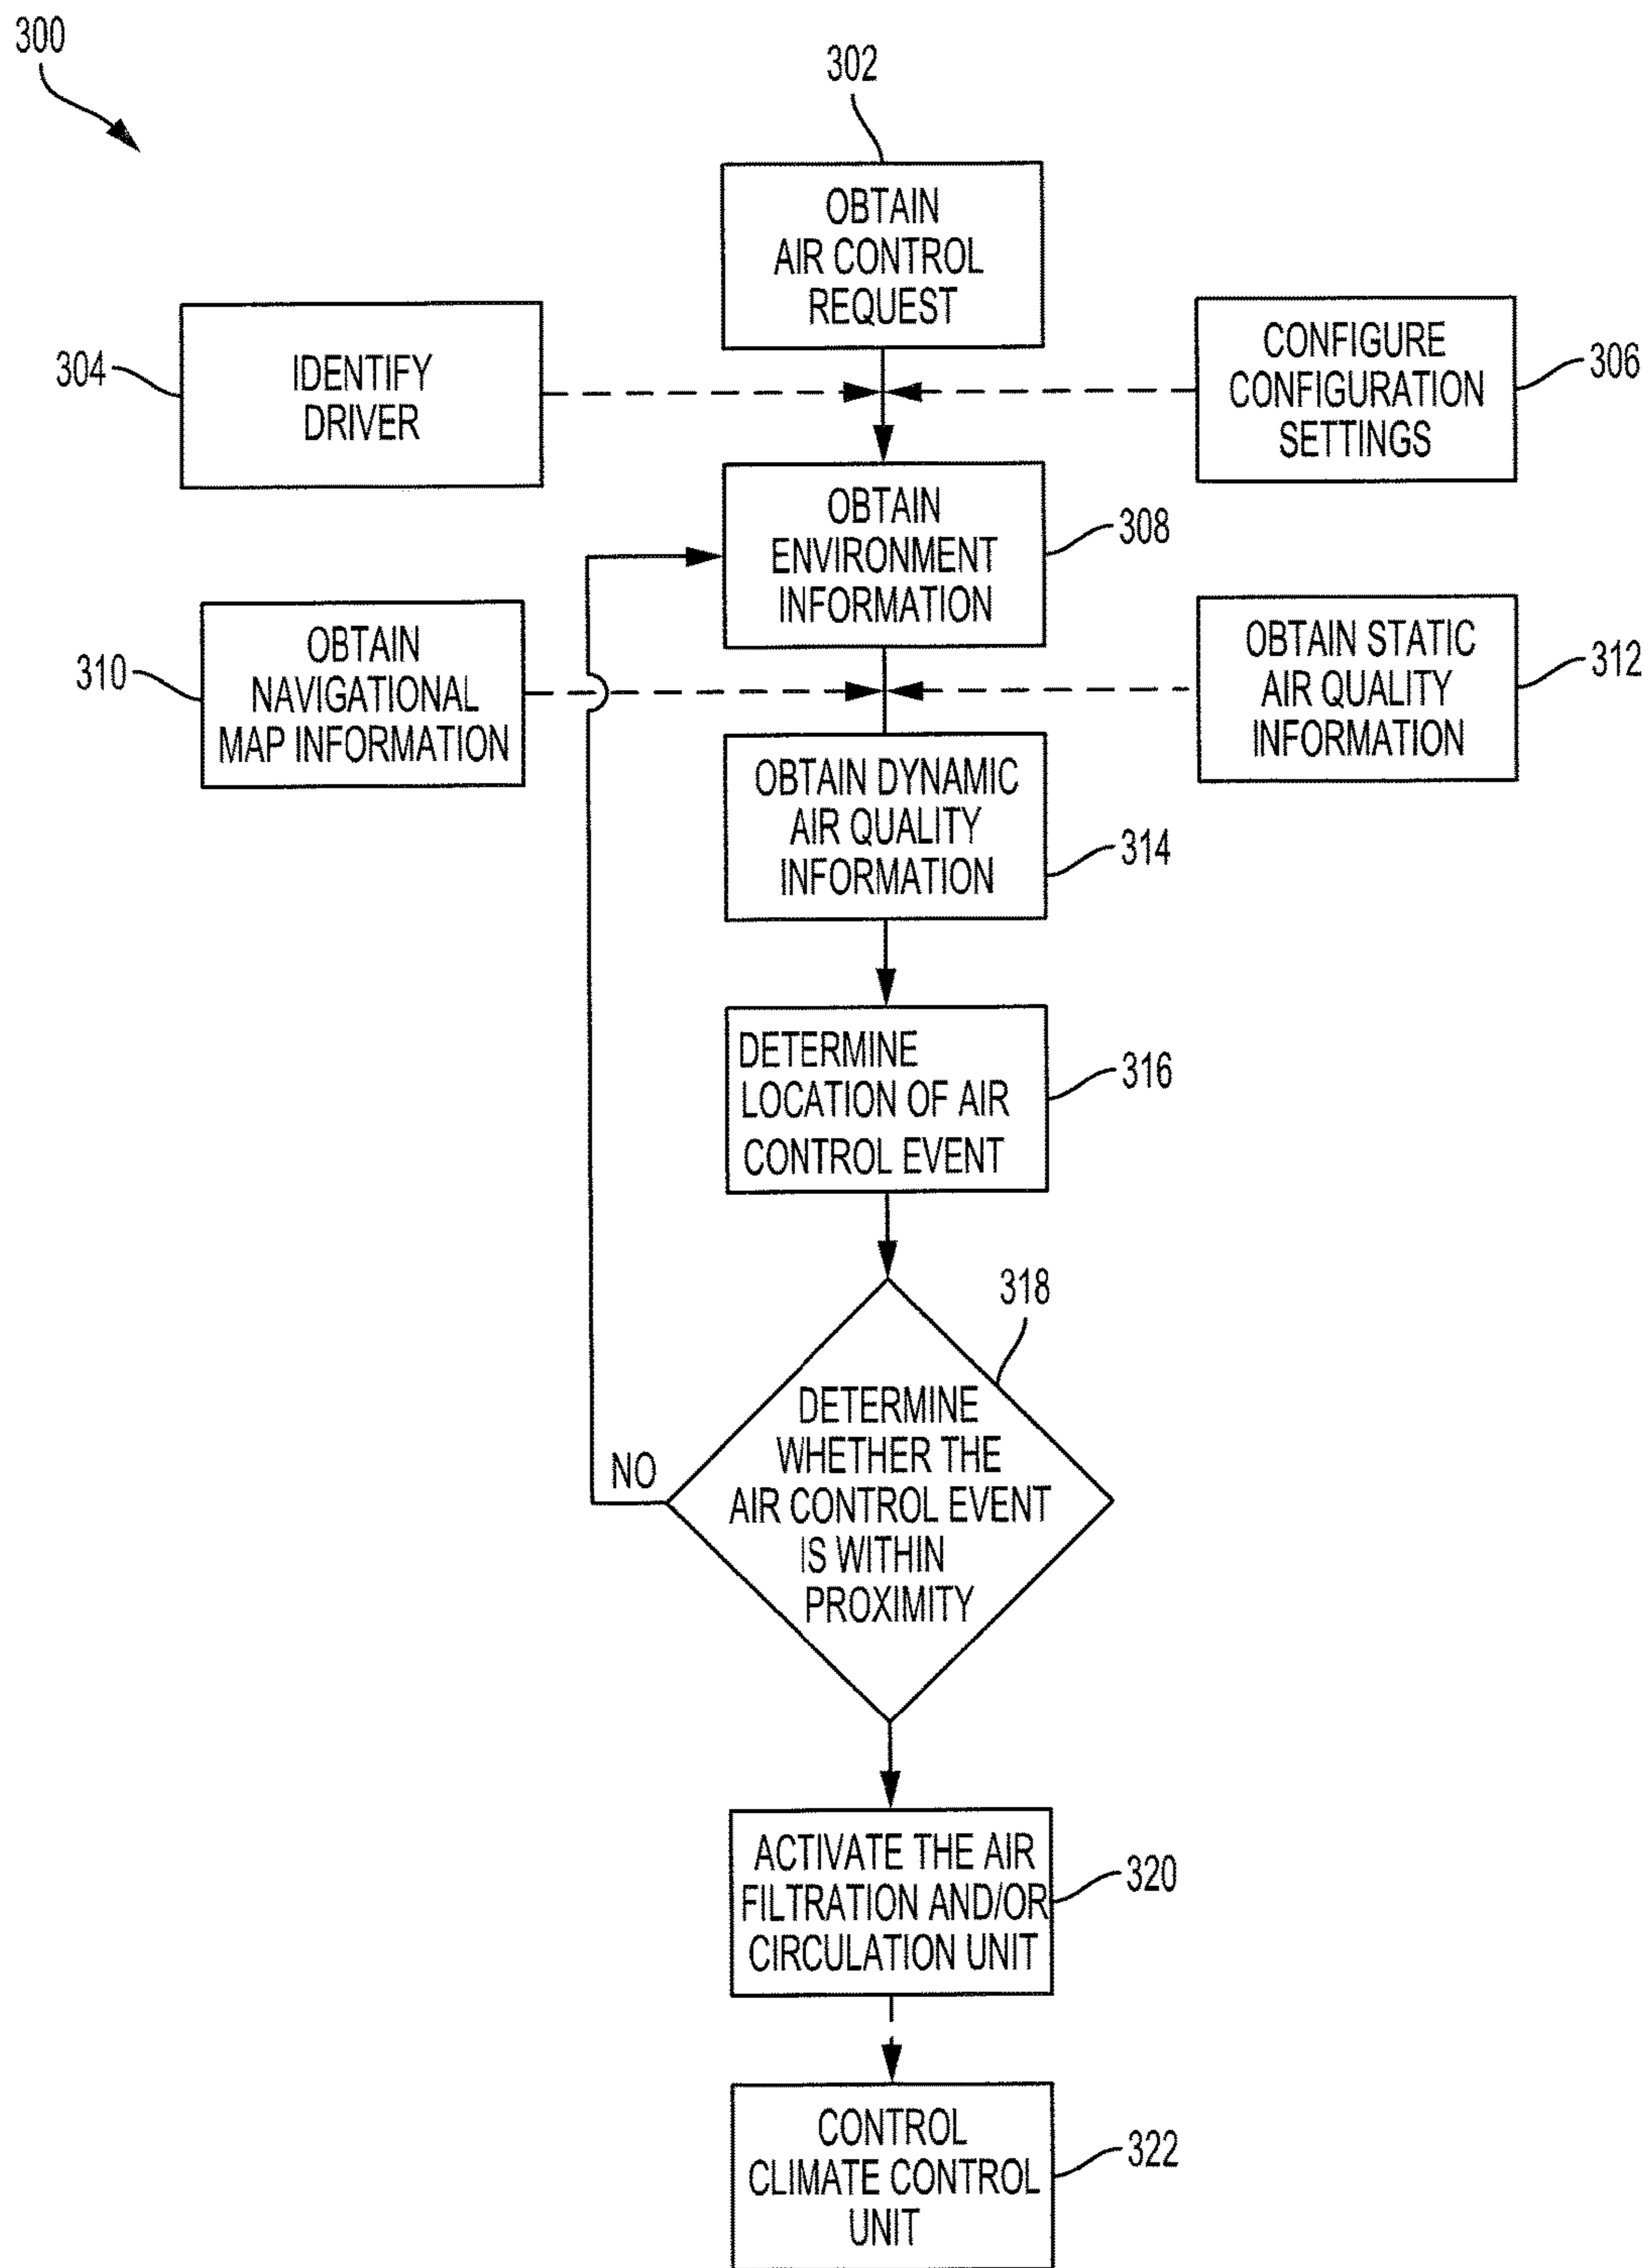 300
302
OBTAIN
AIR CONTROL
REQUEST
304
IDENTIFY
DRIVER
CONFIGURE
CONFIGURATION
SETTINGS
306
OBTAIN
ENVIRONMENT
INFORMATION
308
310
OBTAIN
NAVIGATIONAL
MAP INFORMATION
OBTAIN STATIC
AIR QUALITY
INFORMATION
312
OBTAIN DYNAMIC
AIR QUALITY
INFORMATION
314
DETERMINE
LOCATION OF AIR
CONTROL EVENT
316
318
DETERMINE
WHETHER THE
AIR CONTROL EVENT
IS WITHIN
PROXIMITY
NO
ACTIVATE THE AIR
FILTRATION AND/OR
CIRCULATION UNIT
320
CONTROL
CLIMATE CONTROL
UNIT
322